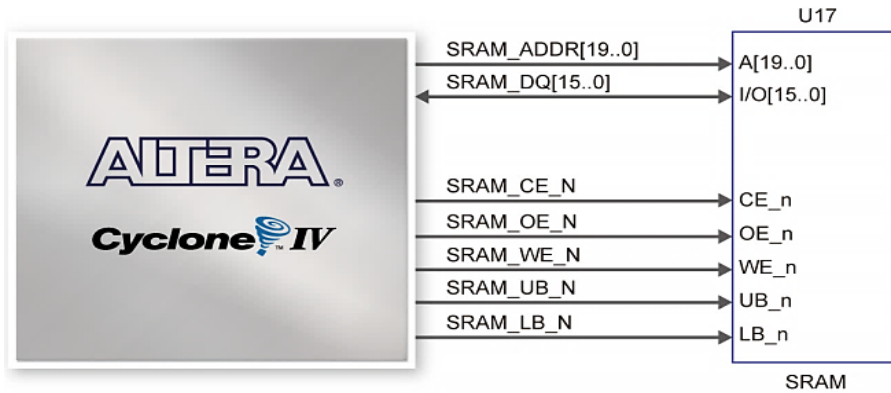 U17
SRAM_ADDR[19..0]
A[19..0]
SRAM_DQ[15..0]
I/O[15..0]
ALTERA®
Cyclone™ IV
SRAM_CE_N
CE_n
SRAM_OE_N
OE_n
SRAM_WE_N
WE_n
SRAM_UB_N
UB_n
SRAM_LB_N
LB_n
SRAM